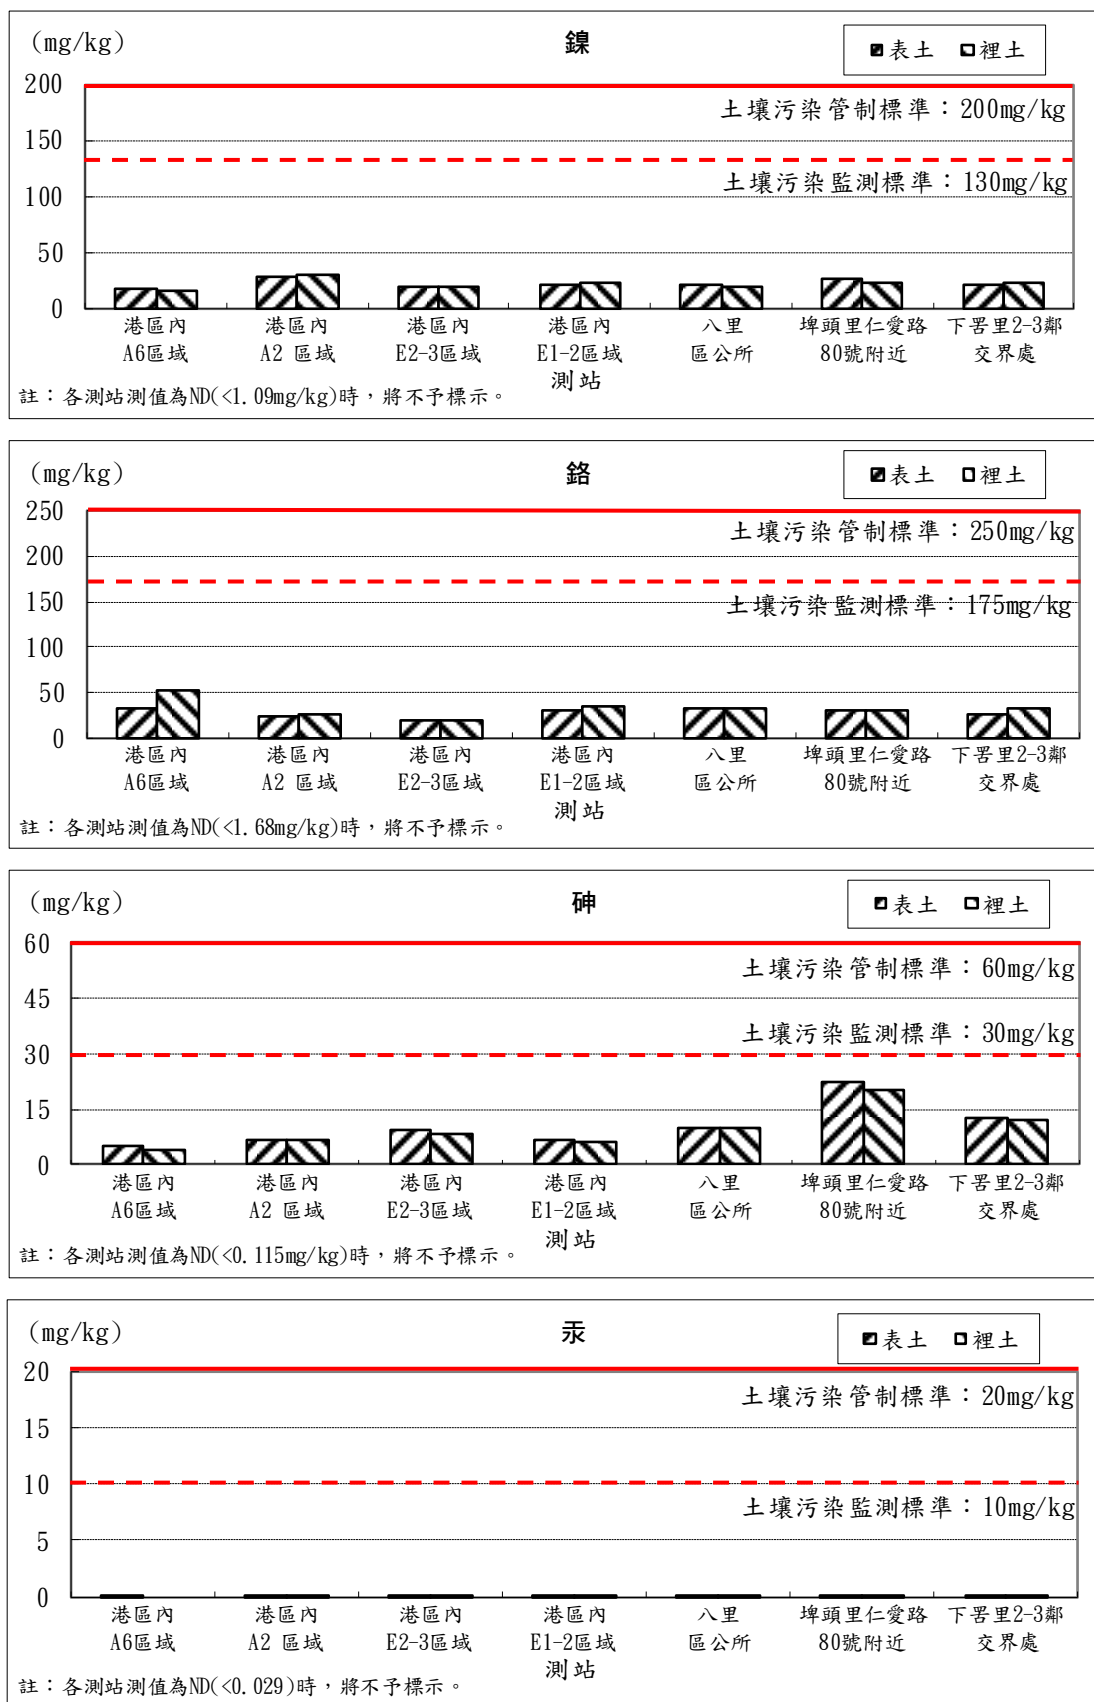 (mg/kg)
鎳
表土 裡土
200
土壤污染管制標準：200mg/kg
150
土壤污染監測標準：130mg/kg
100
50
0
港區內 港區內 港區內 港區內 八里 埤頭里仁愛路 下罟里2-3鄰
A6區域 A2 區域 E2-3區域 E1-2區域 區公所 80號附近 交界處
測站
註：各測站測值為ND(<1.09mg/kg)時，將不予標示。
(mg/kg)
鉻
表土 裡土
250
土壤污染管制標準：250mg/kg
200
150
土壤污染監測標準：175mg/kg
100
50
0
港區內 港區內 港區內 港區內 八里 埤頭里仁愛路 下罟里2-3鄰
A6區域 A2 區域 E2-3區域 E1-2區域 區公所 80號附近 交界處
測站
註：各測站測值為ND(<1.68mg/kg)時，將不予標示。
(mg/kg)
砷
表土 裡土
60
土壤污染管制標準：60mg/kg
45
土壤污染監測標準：30mg/kg
30
15
0
港區內 港區內 港區內 港區內 八里 埤頭里仁愛路 下罟里2-3鄰
A6區域 A2 區域 E2-3區域 E1-2區域 區公所 80號附近 交界處
測站
註：各測站測值為ND(<0.115mg/kg)時，將不予標示。
(mg/kg)
汞
表土 裡土
20
土壤污染管制標準：20mg/kg
15
10
土壤污染監測標準：10mg/kg
5
0
港區內 港區內 港區內 港區內 八里 埤頭里仁愛路 下罟里2-3鄰
A6區域 A2 區域 E2-3區域 E1-2區域 區公所 80號附近 交界處
測站
註：各測站測值為ND(<0.029)時，將不予標示。